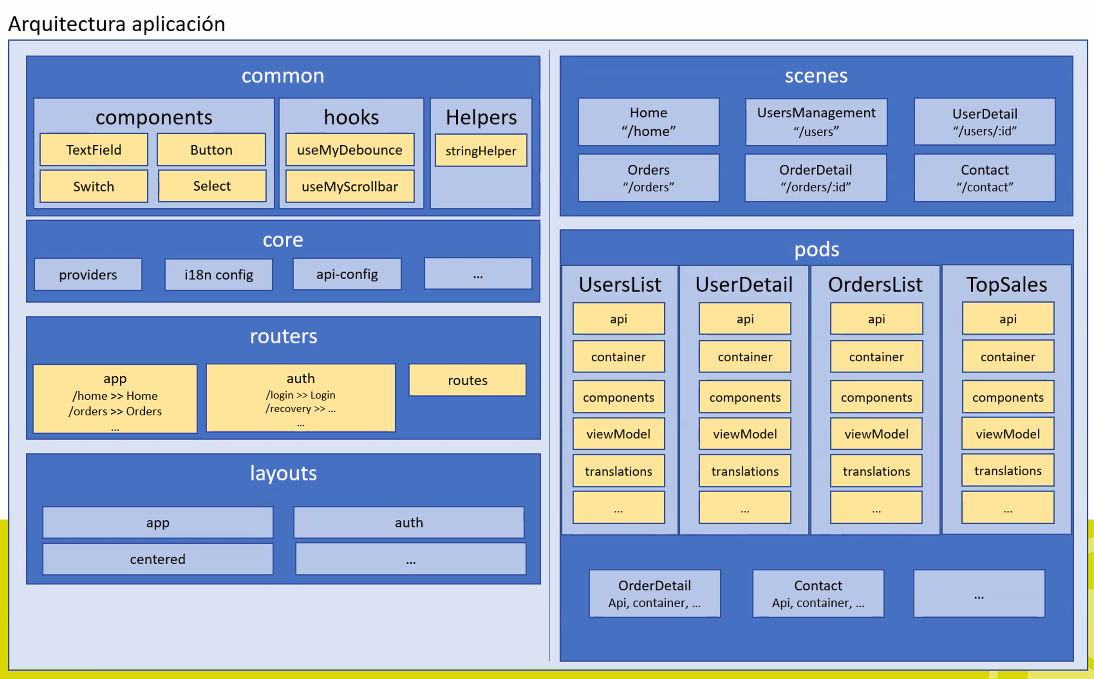 Arquitectura aplicación
common
components
TextField
Button
Switch
Select
hooks
useMyDebounce
useMyScrollbar
Helpers
stringHelper
core
providers
i18n config
api-config
...
routers
app
/home >> Home
/orders >> Orders
...
auth
/login >> Login
/recovery >> ...
...
routes
layouts
app
auth
centered
...
scenes
Home
“/home”
UsersManagement
“/users”
UserDetail
“/users/:id”
Orders
“/orders”
OrderDetail
“/orders/:id”
Contact
“/contact”
pods
UsersList
api
container
components
viewModel
translations
...
UserDetail
api
container
components
viewModel
translations
...
OrdersList
api
container
components
viewModel
translations
...
TopSales
api
container
components
viewModel
translations
...
OrderDetail
Api, container, ...
Contact
Api, container, ...
...